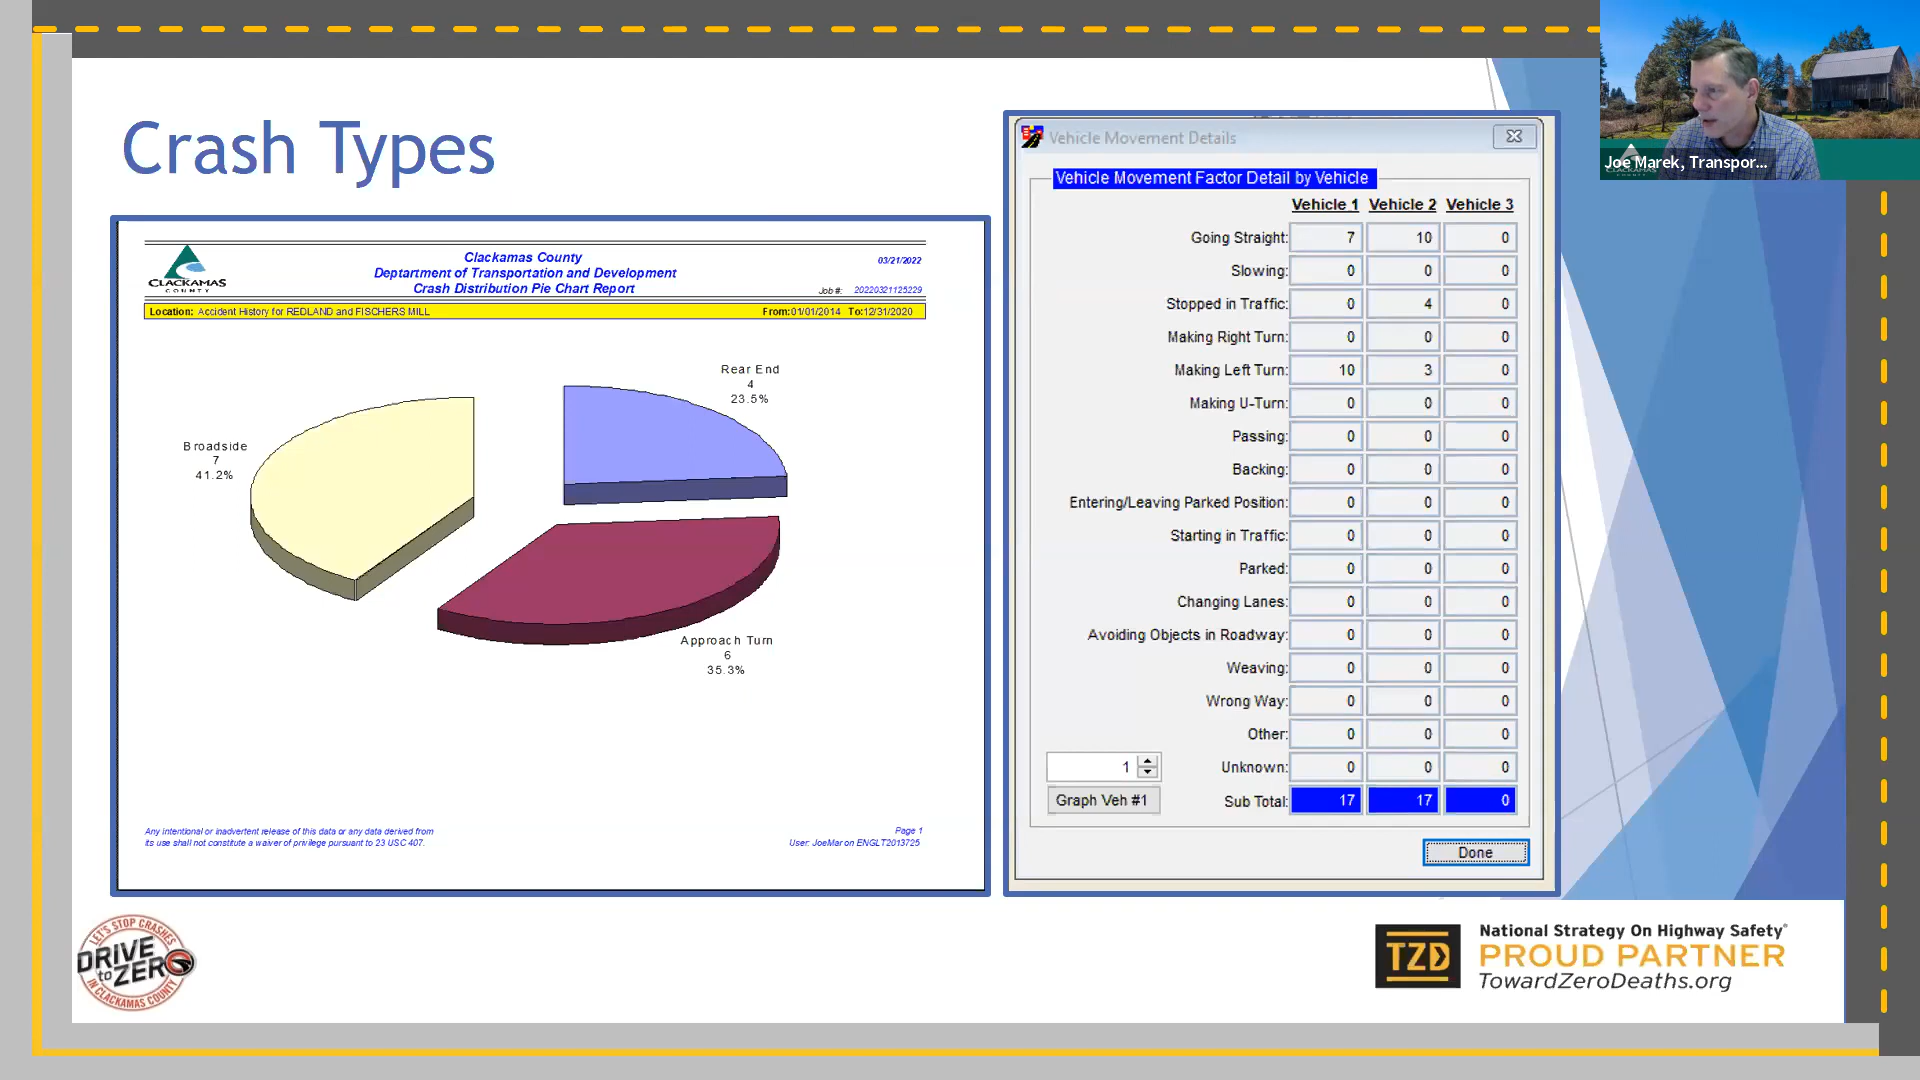 Crash Types
CLACKAMAS
COUNTY
Clackamas County
Deptartment of Transportation and Development
Crash Distribution Pie Chart Report
03/21/2022
Job #: 20220321125229
Location: Accident History for REDLAND and FISCHERS MILL From:01/01/2014 To:12/31/2020
Rear End
4
23.5%
Broadside
7
41.2%
Approach Turn
6
35.3%
Any intentional or inadvertent release of this data or any data derived from
its use shall not constitute a waiver of privilege pursuant to 23 USC 407.
Page 1
User: JoeMar on ENGLT2013725
Vehicle Movement Details
Vehicle Movement Factor Detail by Vehicle
Vehicle 1 Vehicle 2 Vehicle 3
Going Straight: 7 10 0
Slowing: 0 0 0
Stopped in Traffic: 0 4 0
Making Right Turn: 0 0 0
Making Left Turn: 10 3 0
Making U-Turn: 0 0 0
Passing: 0 0 0
Backing: 0 0 0
Entering/Leaving Parked Position: 0 0 0
Starting in Traffic: 0 0 0
Parked: 0 0 0
Changing Lanes: 0 0 0
Avoiding Objects in Roadway: 0 0 0
Weaving: 0 0 0
Wrong Way: 0 0 0
Other: 0 0 0
1 Unknown: 0 0 0
Graph Veh #1 Sub Total: 17 17 0
Done
Joe Marek, Transpor...
LET'S STOP CRASHES
DRIVE
to ZERO
IN CLACKAMAS COUNTY
TZD
National Strategy On Highway Safety
PROUD PARTNER
TowardZeroDeaths.org